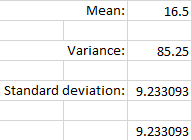 Mean: 16.5
Variance: 85.25
Standard deviation: 9.233093
9.233093